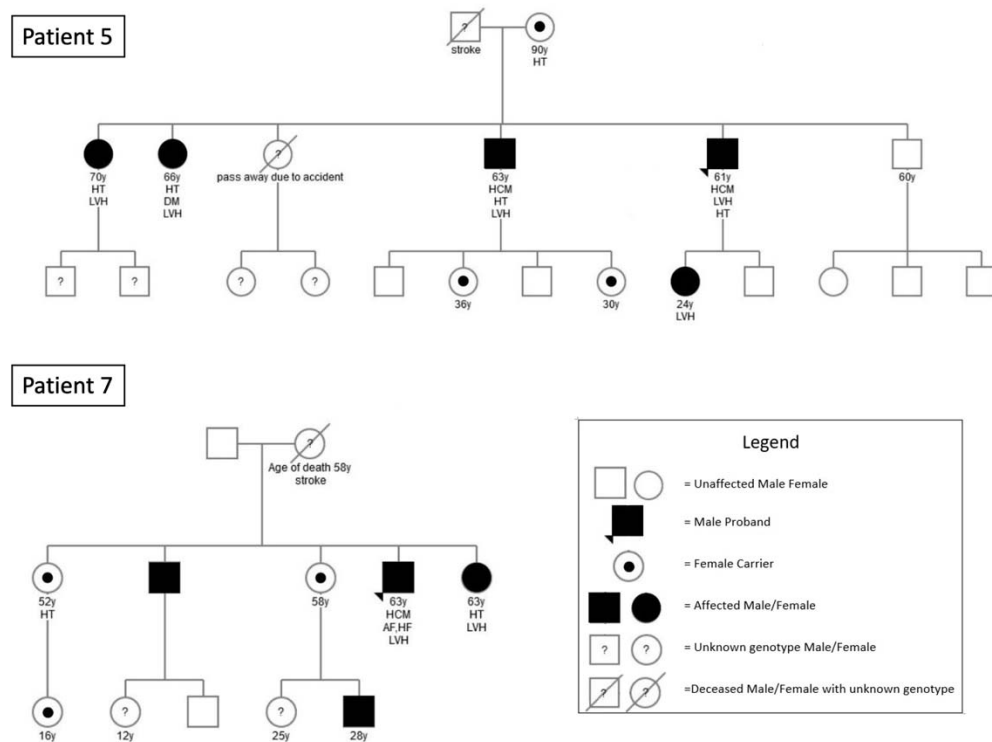 Patient 5
?
stroke
90y
HT
70y
HT
LVH
66y
HT
DM
LVH
?
pass away due to accident
63y
HCM
HT
LVH
61y
HCM
LVH
HT
60y
?
?
?
?
36y
30y
24y
LVH
Patient 7
?
Age of death 58y
stroke
52y
HT
58y
63y
HCM
AF,HF
LVH
63y
HT
LVH
16y
?
12y
?
25y
28y
Legend
= Unaffected Male Female
= Male Proband
= Female Carrier
= Affected Male/Female
? ? = Unknown genotype Male/Female
? ? =Deceased Male/Female with unknown genotype